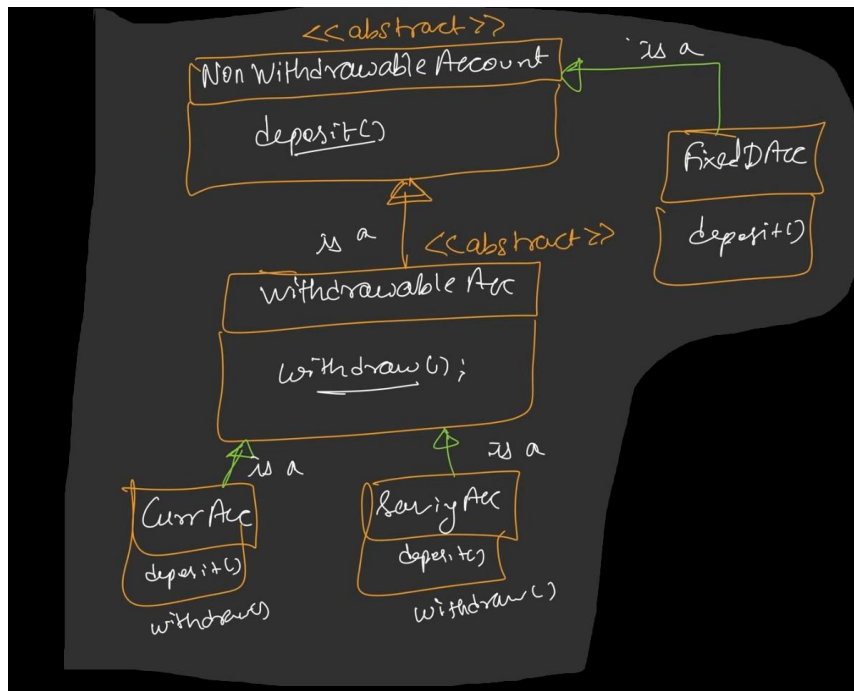 <<abstract>>
Non Withdrawable Account
deposit()
is a
FixedDAcc
deposit()
is a
<<abstract>>
Withdrawable Acc
withdraw();
is a
is a
CurrAcc
deposit()
withdraw()
SavigAcc
deposit()
withdraw()